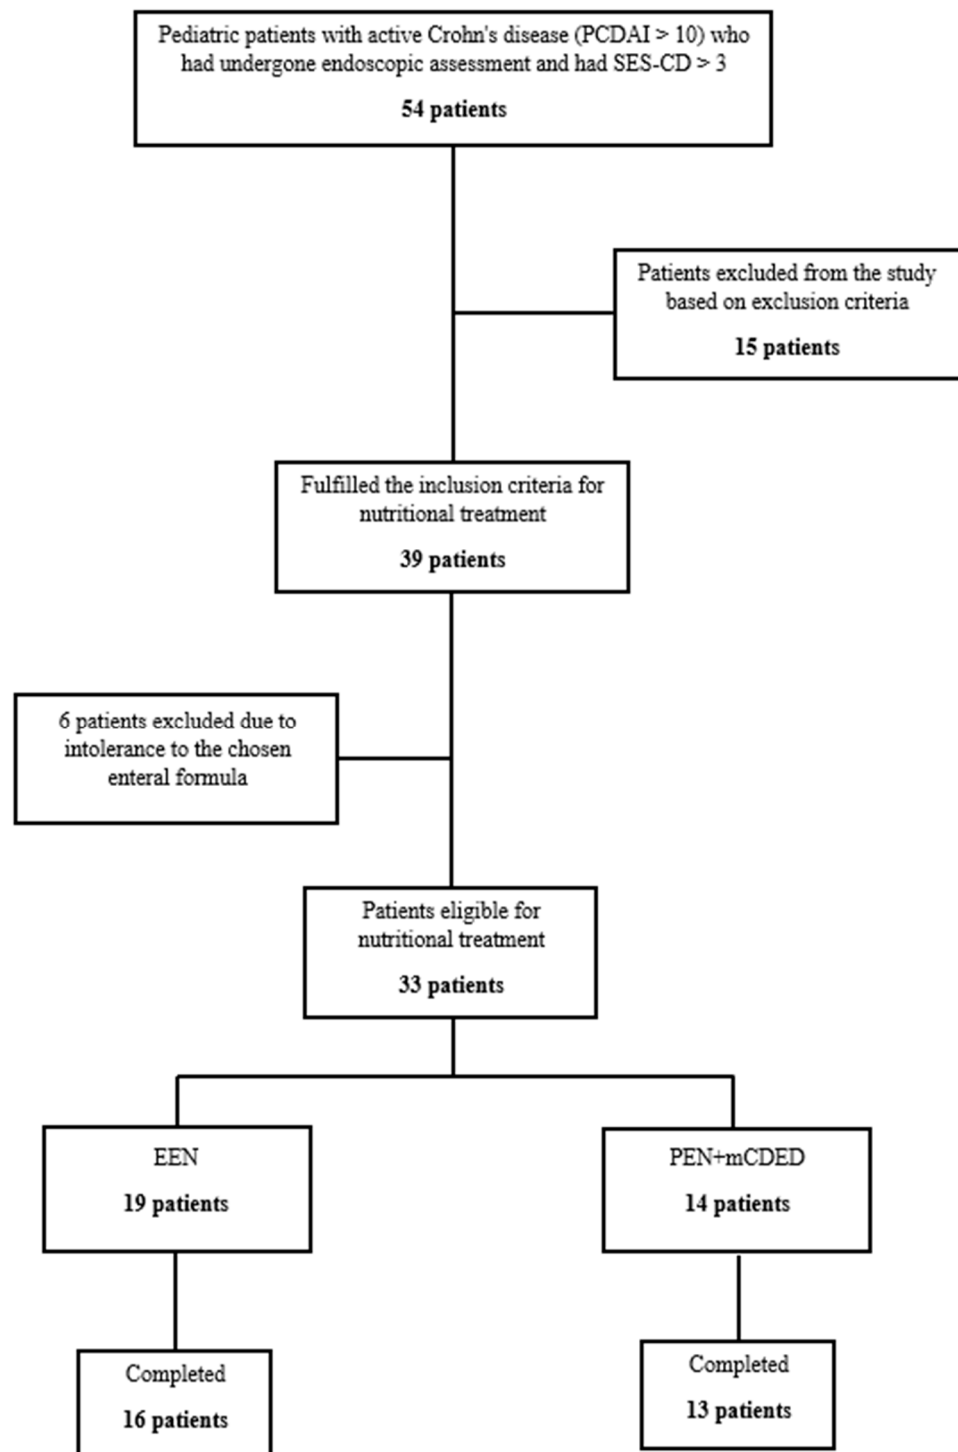 Pediatric patients with active Crohn's disease (PCDAI > 10) who
had undergone endoscopic assessment and had SES-CD > 3
54 patients
Patients excluded from the study
based on exclusion criteria
15 patients
Fulfilled the inclusion criteria for
nutritional treatment
39 patients
6 patients excluded due to
intolerance to the chosen
enteral formula
Patients eligible for
nutritional treatment
33 patients
EEN
19 patients
PEN+mCDED
14 patients
Completed
16 patients
Completed
13 patients